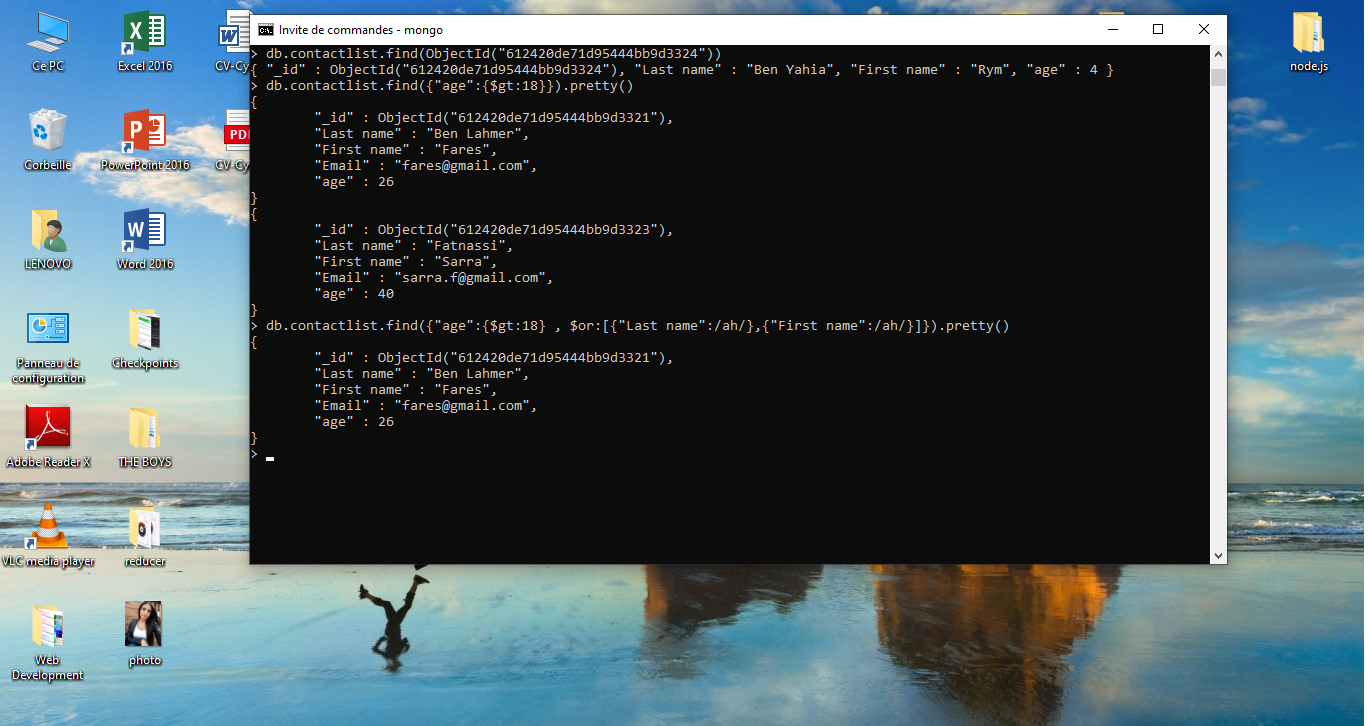 Invite de commandes - mongo
> db.contactlist.find(ObjectId("612420de71d95444bb9d3324"))
{ "_id" : ObjectId("612420de71d95444bb9d3324"), "Last name" : "Ben Yahia", "First name" : "Rym", "age" : 4 }
> db.contactlist.find({"age":{$gt:18}}).pretty()
{
"_id" : ObjectId("612420de71d95444bb9d3321"),
"Last name" : "Ben Lahmer",
"First name" : "Fares",
"Email" : "fares@gmail.com",
"age" : 26
}
{
"_id" : ObjectId("612420de71d95444bb9d3323"),
"Last name" : "Fatnassi",
"First name" : "Sarra",
"Email" : "sarra.f@gmail.com",
"age" : 40
}
> db.contactlist.find({"age":{$gt:18} , $or:[{"Last name":/ah/},{"First name":/ah/}]}).pretty()
{
"_id" : ObjectId("612420de71d95444bb9d3321"),
"Last name" : "Ben Lahmer",
"First name" : "Fares",
"Email" : "fares@gmail.com",
"age" : 26
}
>
Ce PC
Excel 2016
CV-Cy
Corbeille
PowerPoint 2016
PDF
CV-Cy
LENOVO
Word 2016
Panneau de
configuration
Checkpoints
Adobe Reader X
THE BOYS
VLC media player
reducer
Web
Development
photo
node.js